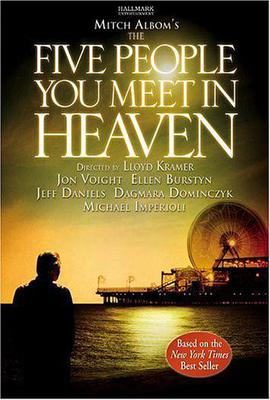 HALLMARK
ENTERTAINMENT
MITCH ALBOM'S
THE
FIVE PEOPLE
YOU MEET IN
HEAVEN
DIRECTED BY LLOYD KRAMER
JON VOIGHT ELLEN BURSTYN
JEFF DANIELS DAGMARA DOMINCZYK
MICHAEL IMPERIOLI
Based on the
New York Times
Best Seller